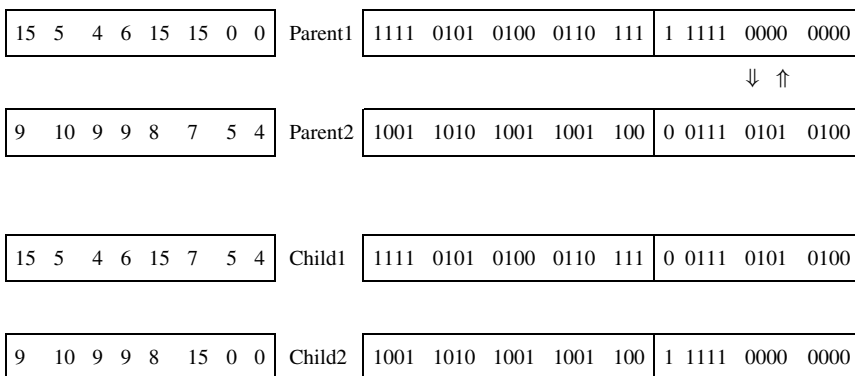 15 5 4 6 15 15 0 0 Parent1 1111 0101 0100 0110 111 1 1111 0000 0000
⇓ ⇑
9 10 9 9 8 7 5 4 Parent2 1001 1010 1001 1001 100 0 0111 0101 0100
15 5 4 6 15 7 5 4 Child1 1111 0101 0100 0110 111 0 0111 0101 0100
9 10 9 9 8 15 0 0 Child2 1001 1010 1001 1001 100 1 1111 0000 0000